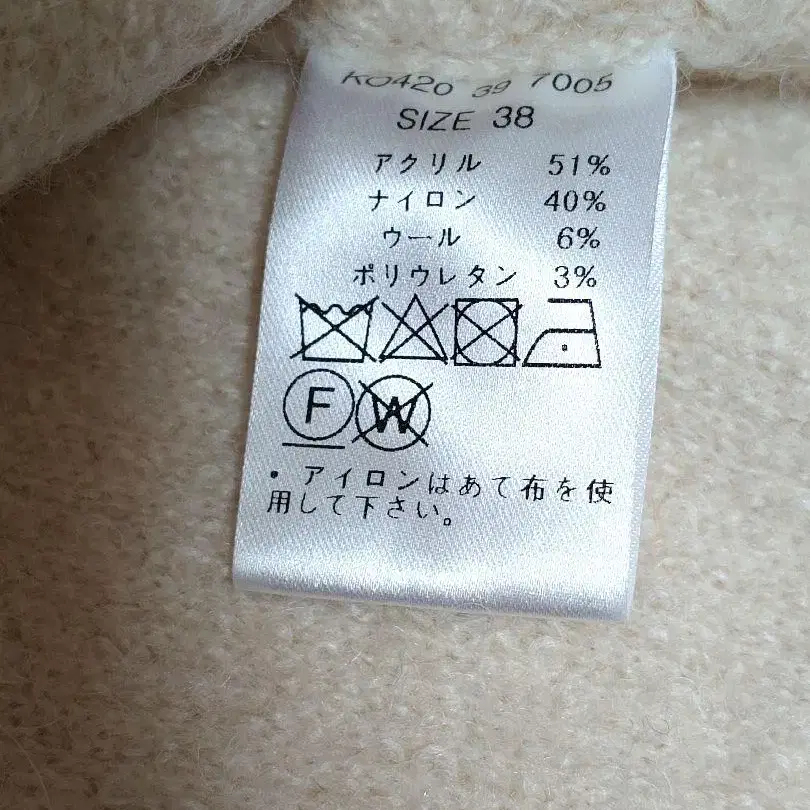 KO420 39 7005
SIZE 38
アクリル 51%
ナイロン 40%
ウール 6%
ポリウレタン 3%
F W
・ アイロンはあて布を使
用して下さい。